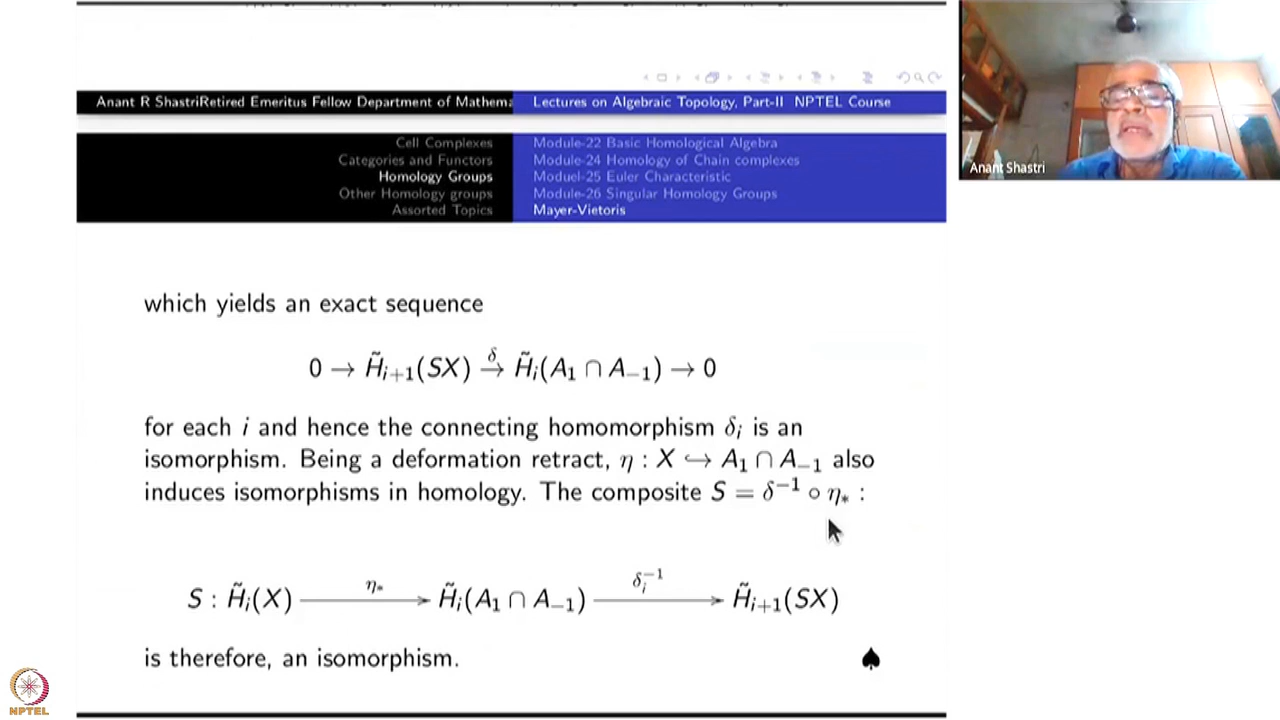 Anant R ShastriRetired Emeritus Fellow Department of Mathema
Lectures on Algebraic Topology, Part-II NPTEL Course
Cell Complexes
Categories and Functors
Homology Groups
Other Homology groups
Assorted Topics
Module-22 Basic Homological Algebra
Module-24 Homology of Chain complexes
Moduel-25 Euler Characteristic
Module-26 Singular Homology Groups
Mayer-Vietoris
Anant Shastri
which yields an exact sequence
0 → H̃ᵢ₊₁(SX) →^δ H̃ᵢ(A₁ ∩ A₋₁) → 0
for each i and hence the connecting homomorphism δᵢ is an
isomorphism. Being a deformation retract, η : X ↪ A₁ ∩ A₋₁ also
induces isomorphisms in homology. The composite S = δ⁻¹ ∘ η* :
S : H̃ᵢ(X) —η*→ H̃ᵢ(A₁ ∩ A₋₁) —δᵢ⁻¹→ H̃ᵢ₊₁(SX)
is therefore, an isomorphism.
NPTEL